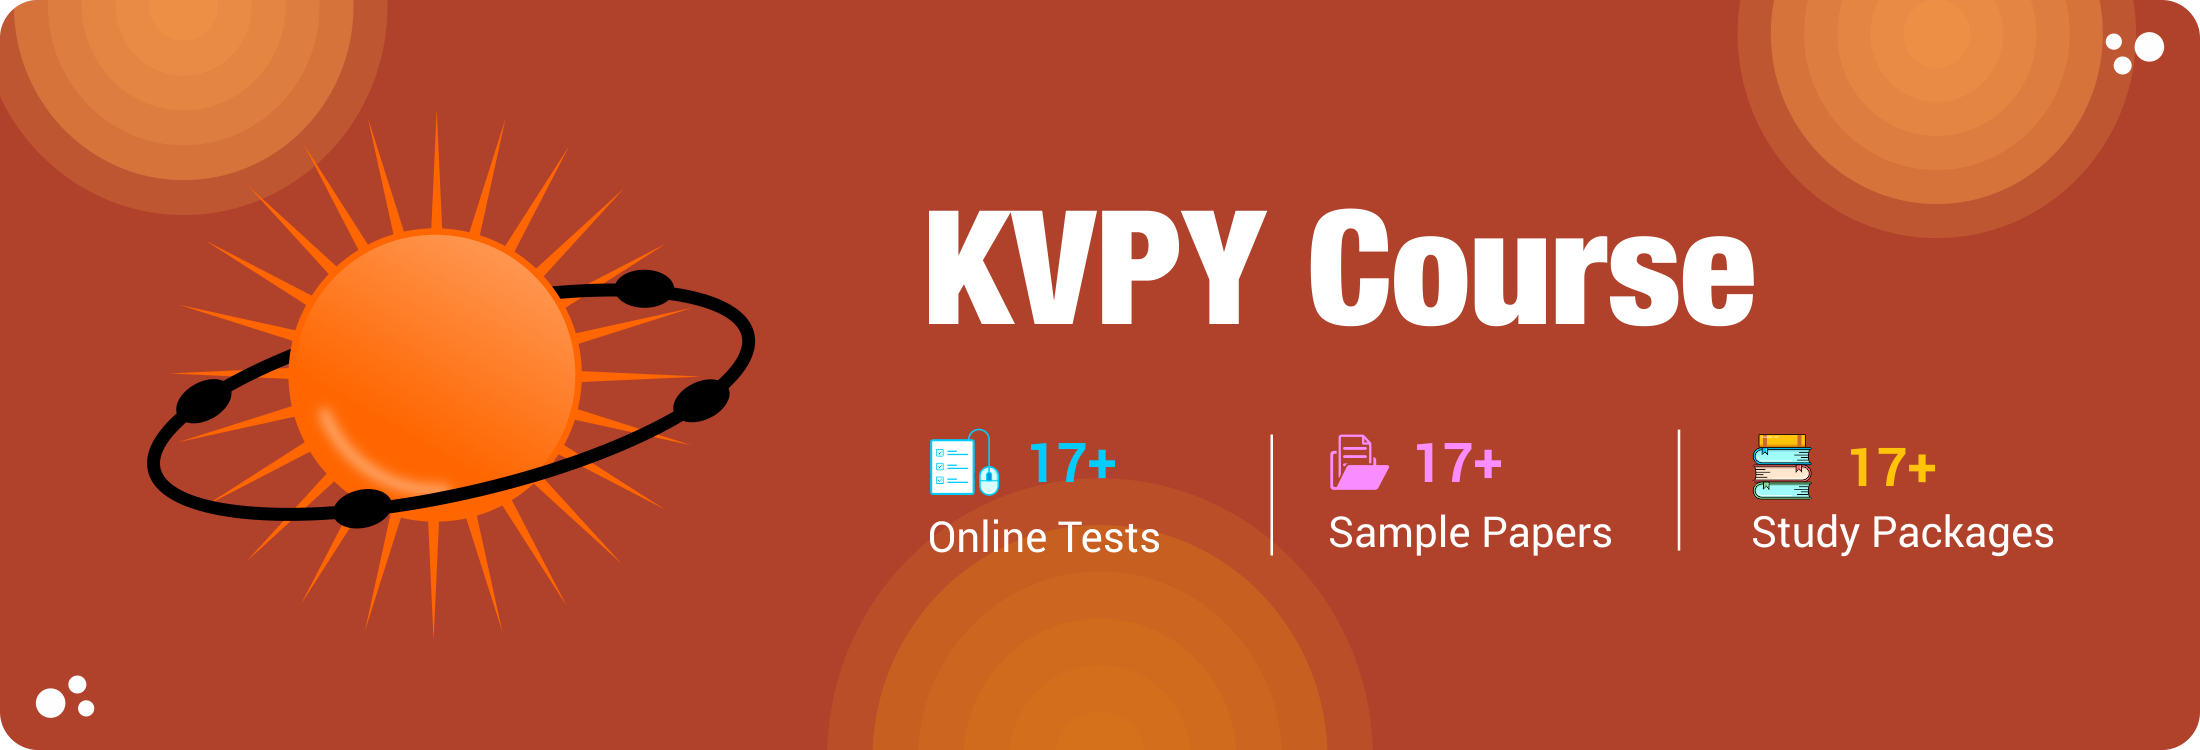 KVPY Course
17+
Online Tests
17+
Sample Papers
17+
Study Packages